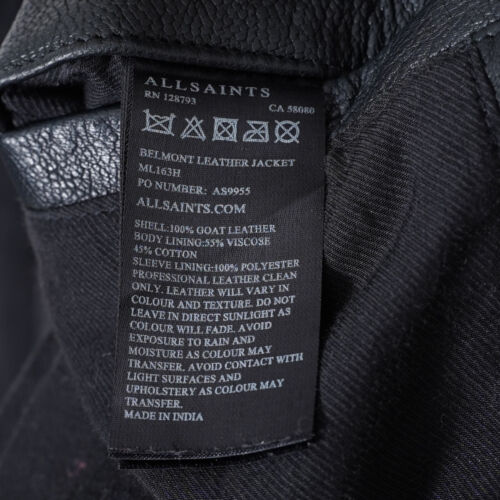 ALLSAINTS
RN 128793 CA 58080
BELMONT LEATHER JACKET
ML163H
PO NUMBER: AS9955
ALLSAINTS.COM
SHELL:100% GOAT LEATHER
BODY LINING:55% VISCOSE
45% COTTON
SLEEVE LINING:100% POLYESTER
PROFESSIONAL LEATHER CLEAN
ONLY. LEATHER WILL VARY IN
COLOUR AND TEXTURE. DO NOT
LEAVE IN DIRECT SUNLIGHT AS
COLOUR WILL FADE. AVOID
EXPOSURE TO RAIN AND
MOISTURE AS COLOUR MAY
TRANSFER. AVOID CONTACT WITH
LIGHT SURFACES AND
UPHOLSTERY AS COLOUR MAY
TRANSFER.
MADE IN INDIA